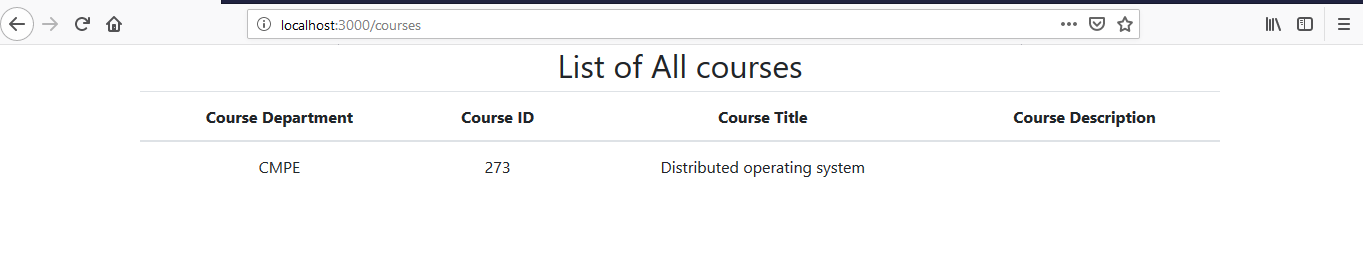 localhost:3000/courses
List of All courses
Course Department Course ID Course Title Course Description
CMPE 273 Distributed operating system